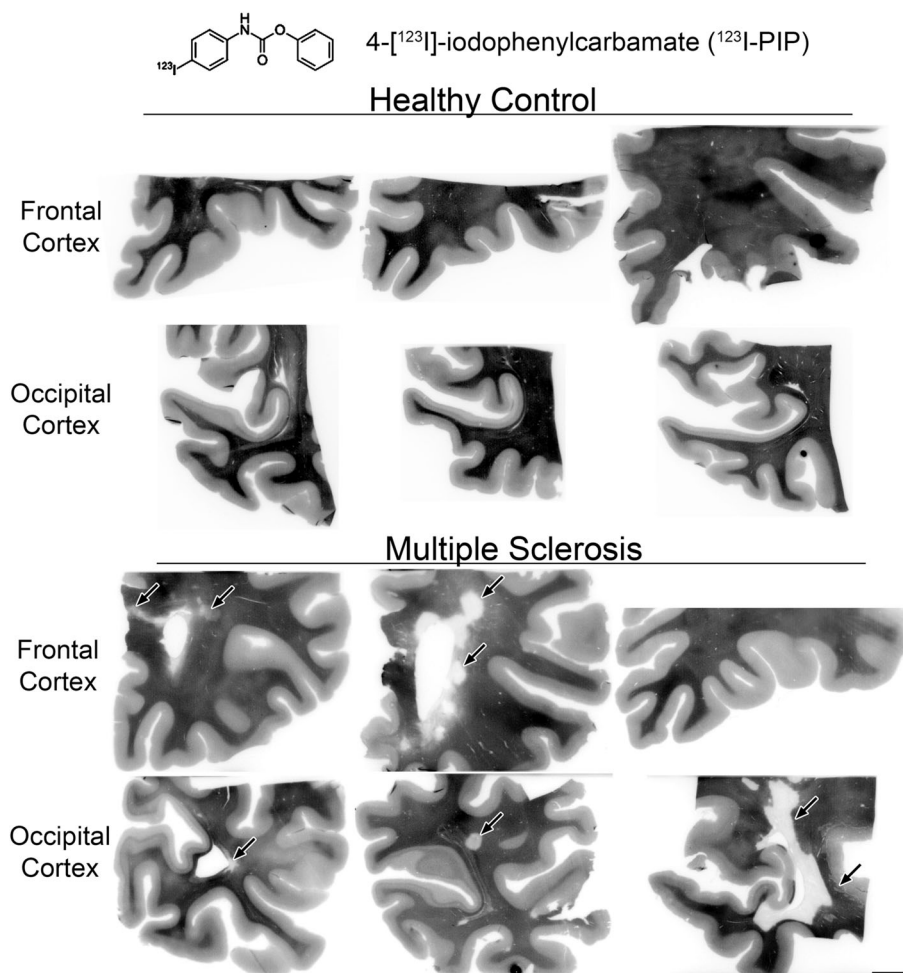 H
N
O
O
¹²³I
4-[¹²³I]-iodophenylcarbamate (¹²³I-PIP)
Healthy Control
Frontal
Cortex
Occipital
Cortex
Multiple Sclerosis
Frontal
Cortex
Occipital
Cortex